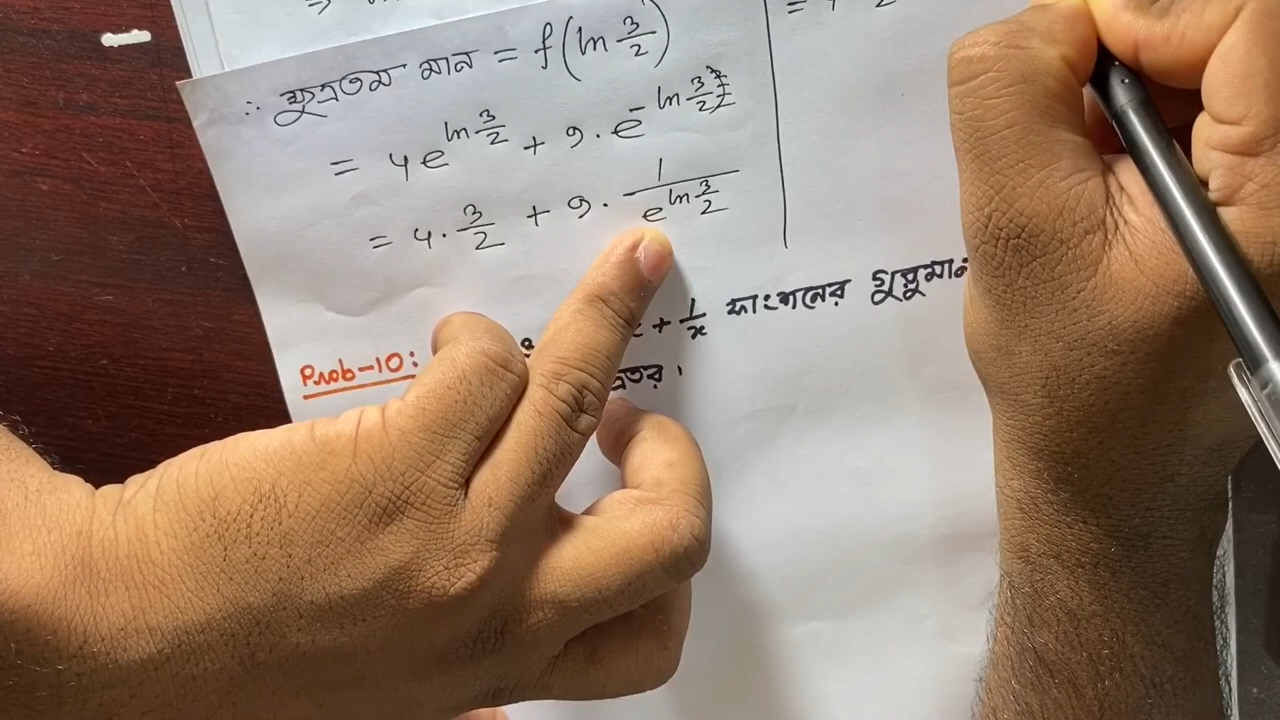 ∴ ক্ষুদ্রতম মান = f(ln 3/2)
= 4e^(ln 3/2) + 9·e^(-ln 3/2)
= 4·3/2 + 9·1/e^(ln 3/2)
Prob-10: + 1/x ফাংশনের গুরুমান